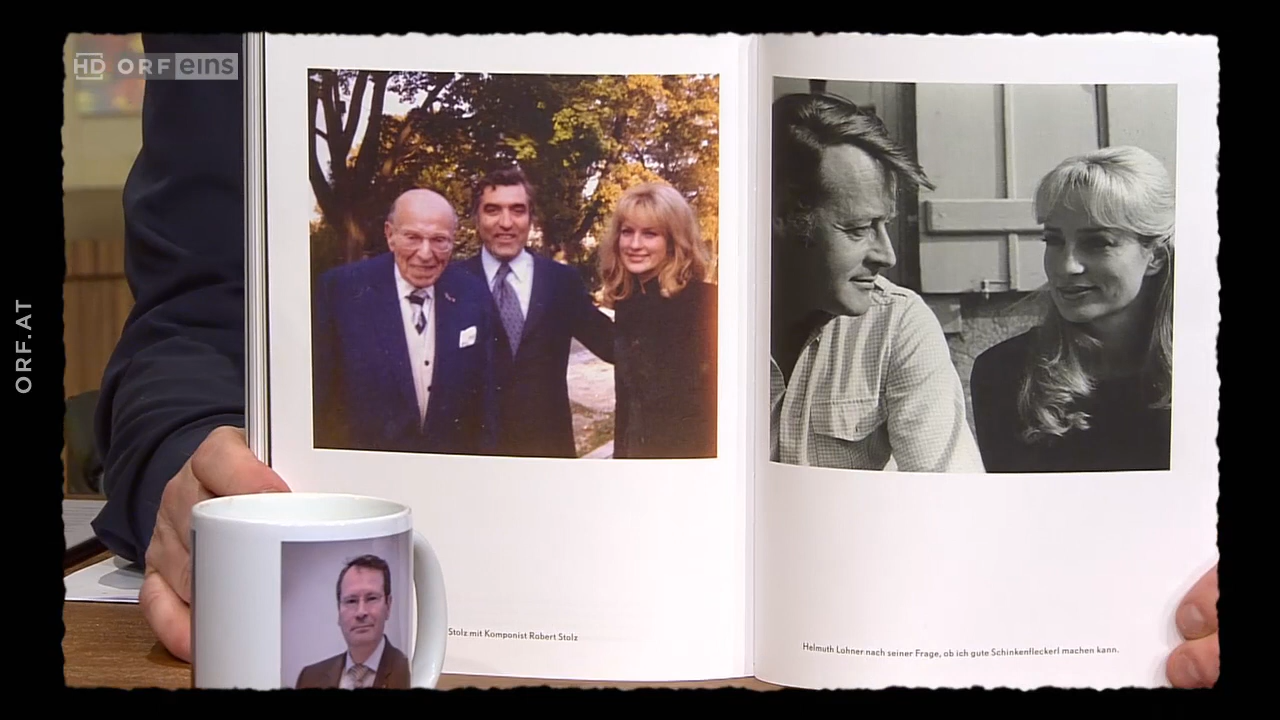 HD ORF eins
ORF.AT
Stolz mit Komponist Robert Stolz
Helmuth Lohner nach seiner Frage, ob ich gute Schinkenfleckerl machen kann.